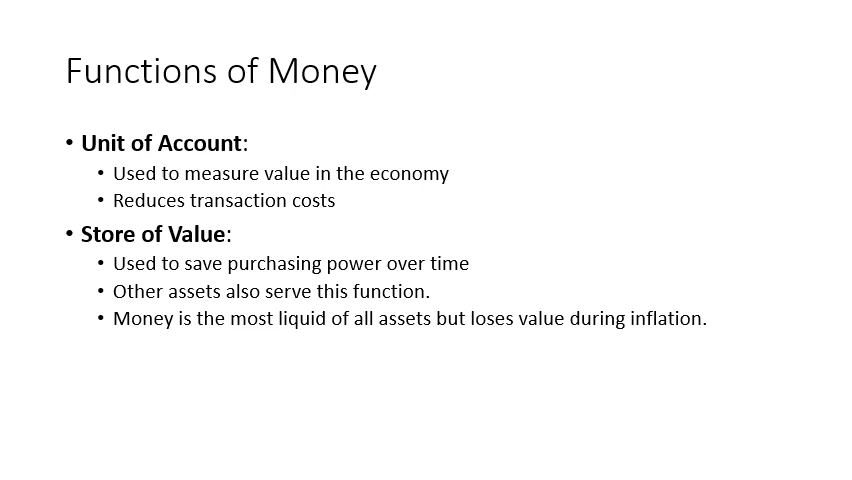 Functions of Money
• Unit of Account:
• Used to measure value in the economy
• Reduces transaction costs
• Store of Value:
• Used to save purchasing power over time
• Other assets also serve this function.
• Money is the most liquid of all assets but loses value during inflation.